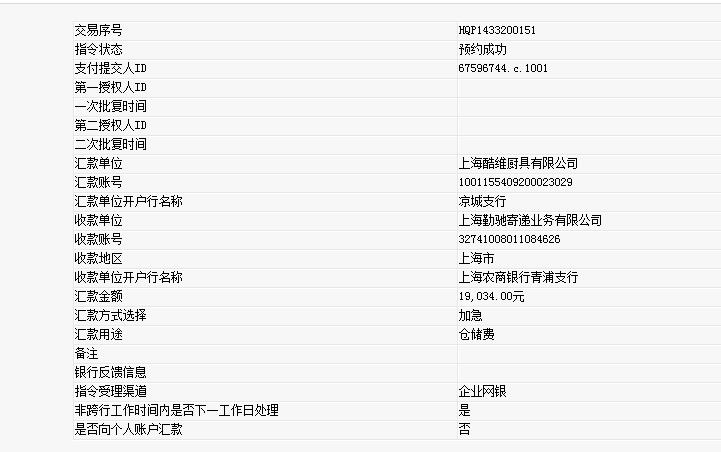 交易序号 HQP1433200151
指令状态 预约成功
支付提交人ID 67596744.c.1001
第一授权人ID
一次批复时间
第二授权人ID
二次批复时间
汇款单位 上海酷维厨具有限公司
汇款账号 1001155409200023029
汇款单位开户行名称 凉城支行
收款单位 上海勤驰寄递业务有限公司
收款账号 32741008011084626
收款地区 上海市
收款单位开户行名称 上海农商银行青浦支行
汇款金额 19,034.00元
汇款方式选择 加急
汇款用途 仓储费
备注
银行反馈信息
指令受理渠道 企业网银
非跨行工作时间内是否下一工作日处理 是
是否向个人账户汇款 否